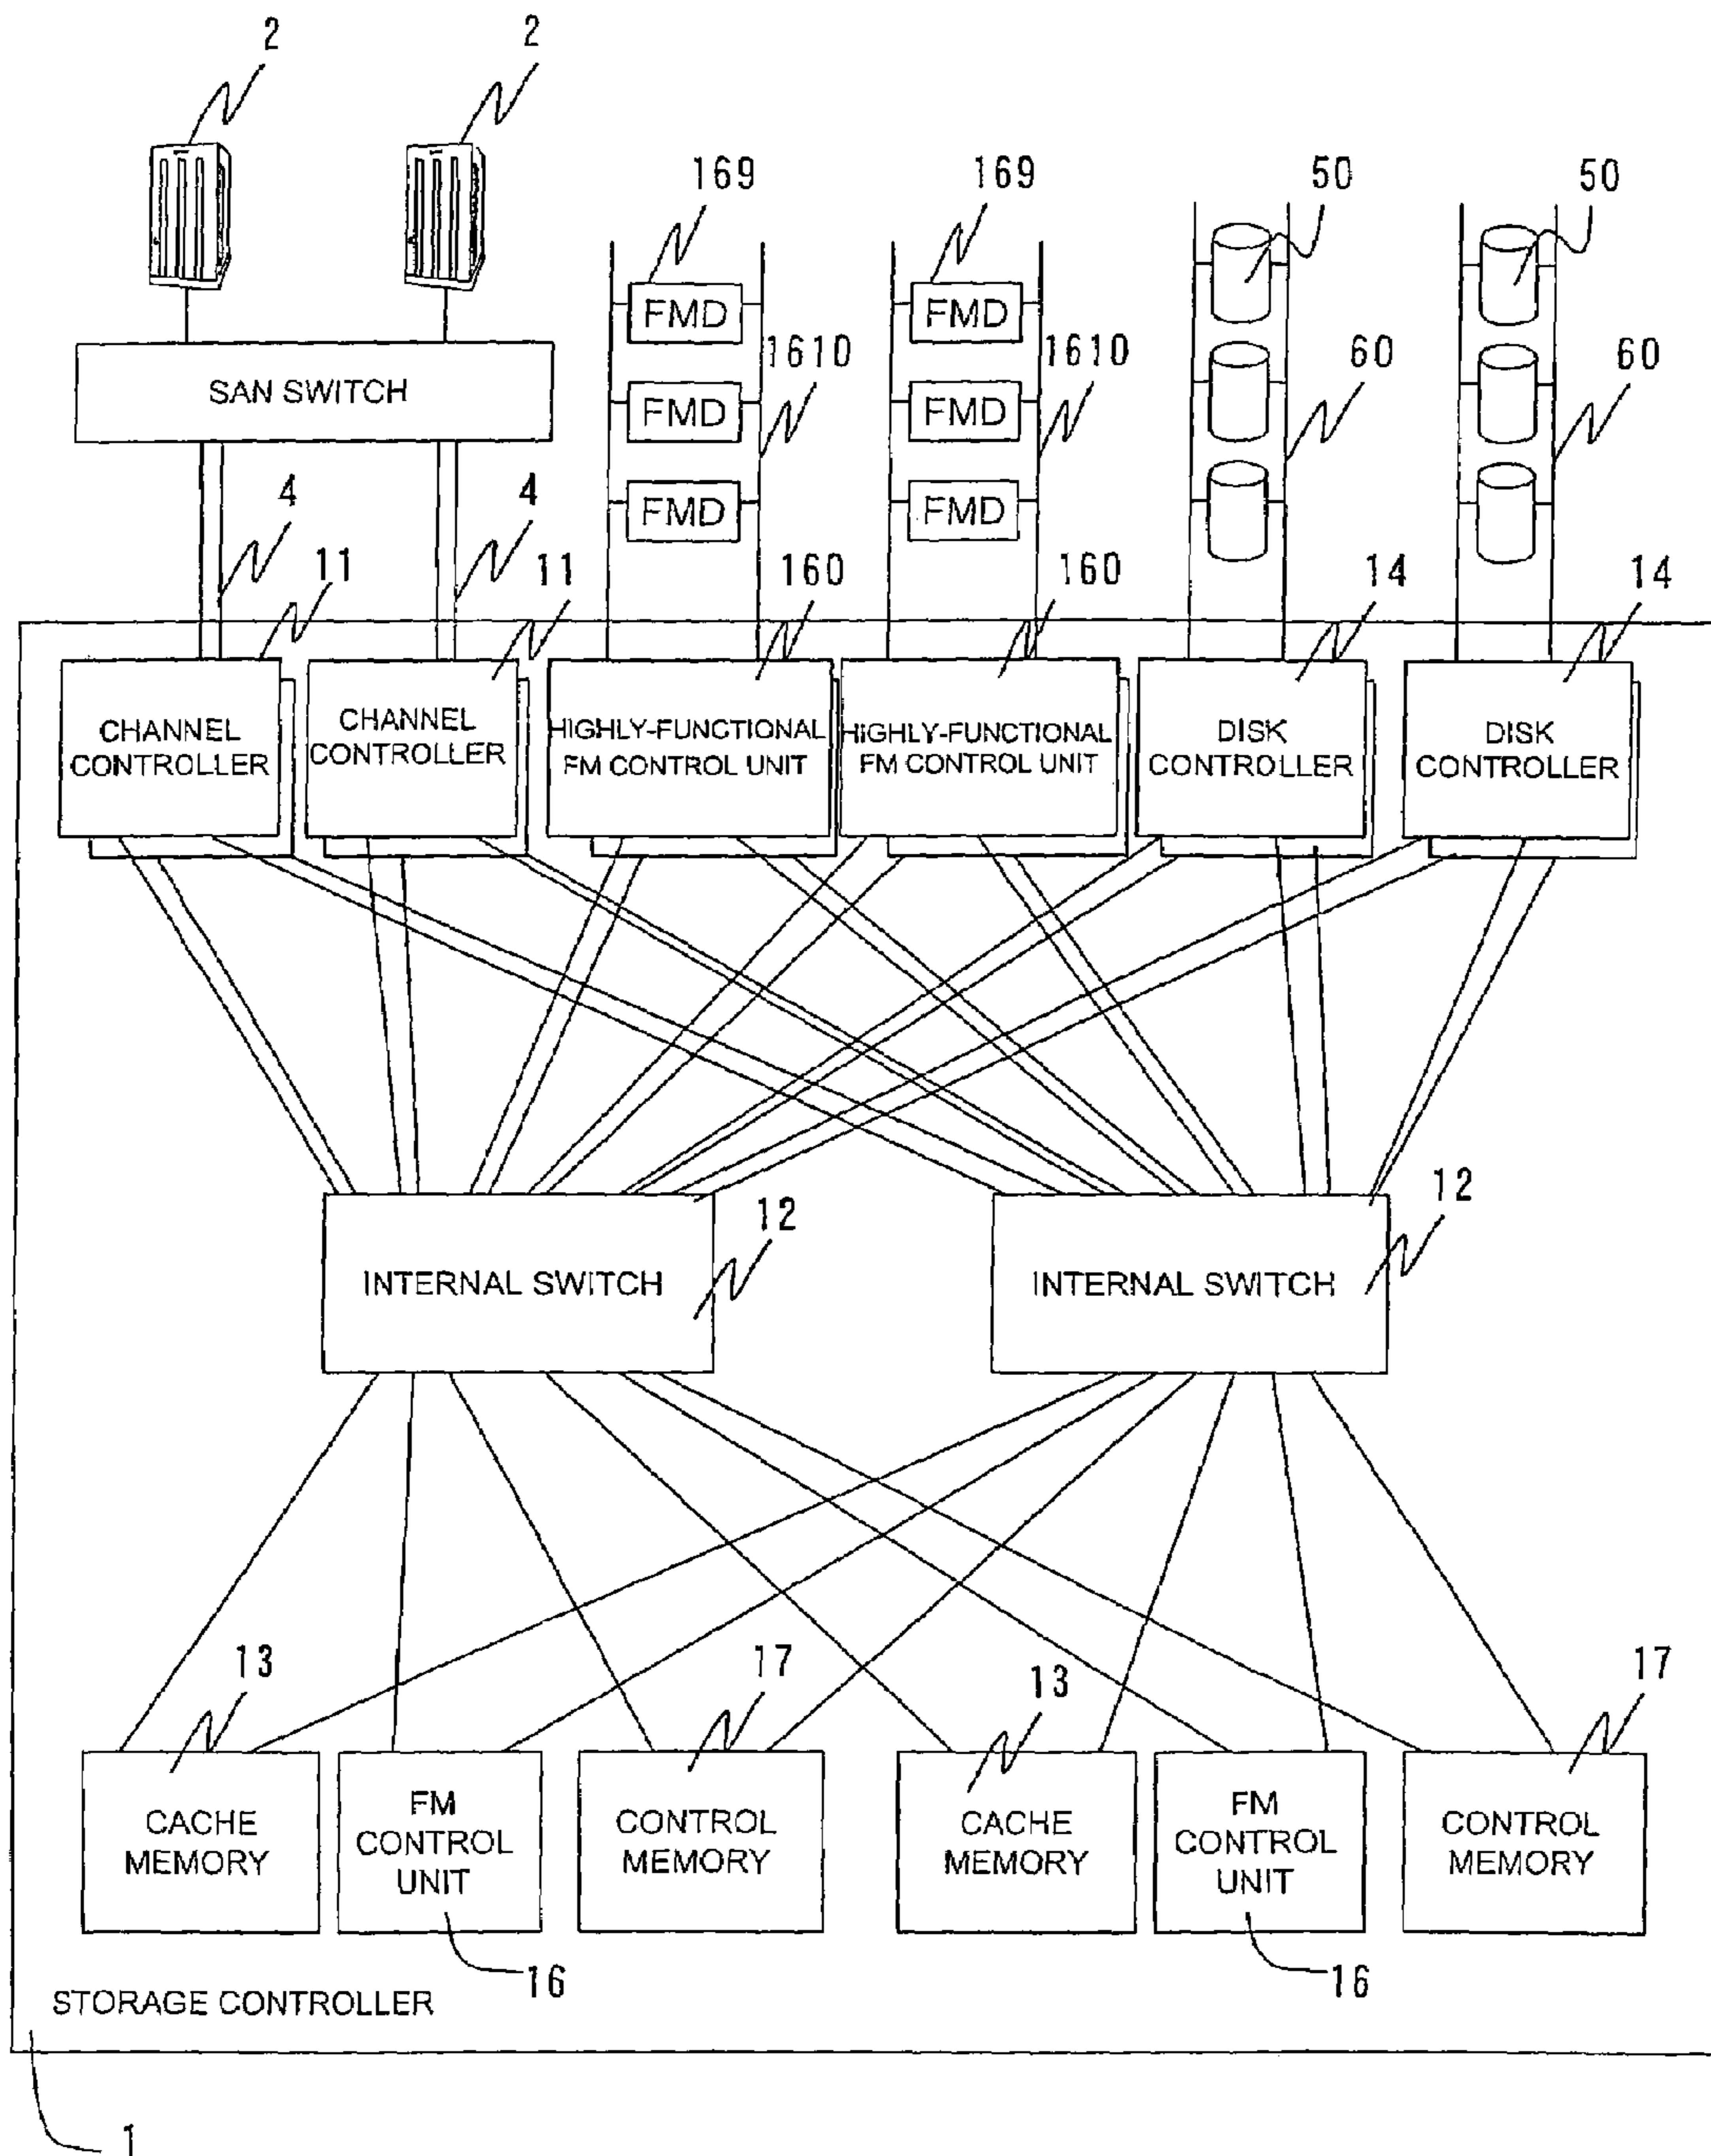 2
2
169
169
50
50
FMD
FMD
1610
1610
60
60
SAN SWITCH
FMD
FMD
FMD
FMD
4
4
11
11
160
160
14
14
CHANNEL
CONTROLLER
CHANNEL
CONTROLLER
HIGHLY-FUNCTIONAL
FM CONTROL UNIT
HIGHLY-FUNCTIONAL
FM CONTROL UNIT
DISK
CONTROLLER
DISK
CONTROLLER
12
12
INTERNAL SWITCH
INTERNAL SWITCH
13
17
13
17
CACHE
MEMORY
FM
CONTROL
UNIT
CONTROL
MEMORY
CACHE
MEMORY
FM
CONTROL
UNIT
CONTROL
MEMORY
16
16
STORAGE CONTROLLER
1